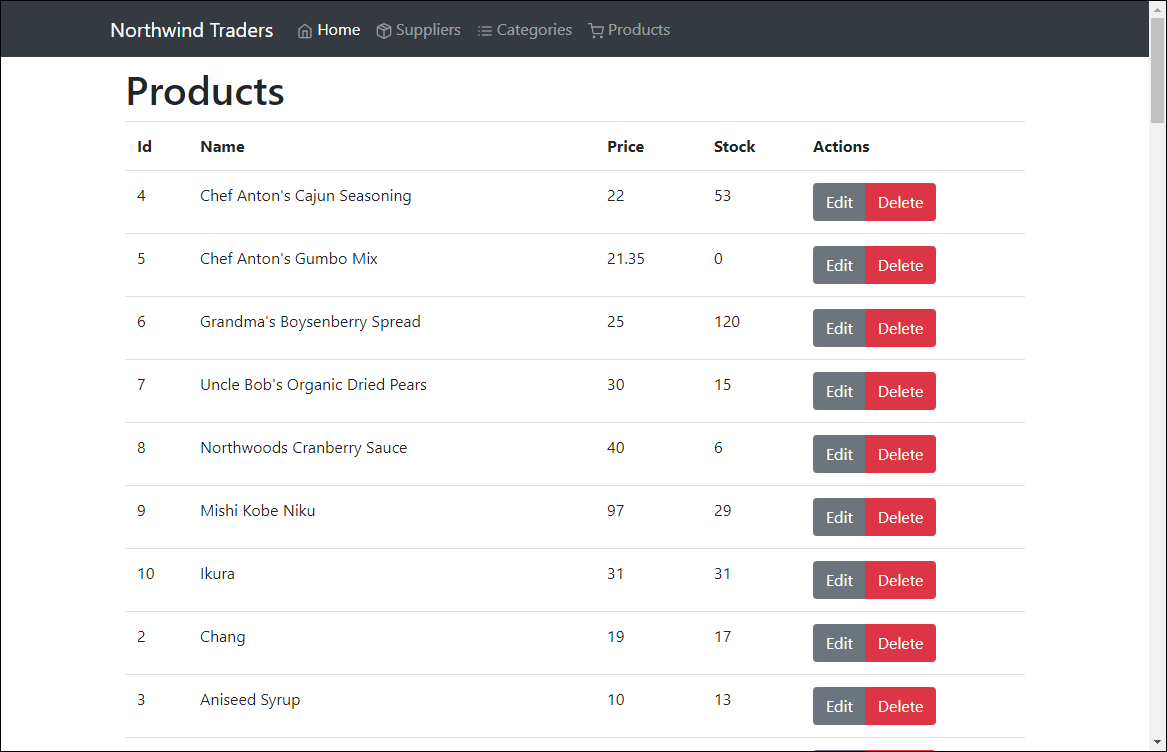 Northwind Traders Home Suppliers Categories Products
Products
Id Name Price Stock Actions
4 Chef Anton's Cajun Seasoning 22 53 Edit Delete
5 Chef Anton's Gumbo Mix 21.35 0 Edit Delete
6 Grandma's Boysenberry Spread 25 120 Edit Delete
7 Uncle Bob's Organic Dried Pears 30 15 Edit Delete
8 Northwoods Cranberry Sauce 40 6 Edit Delete
9 Mishi Kobe Niku 97 29 Edit Delete
10 Ikura 31 31 Edit Delete
2 Chang 19 17 Edit Delete
3 Aniseed Syrup 10 13 Edit Delete